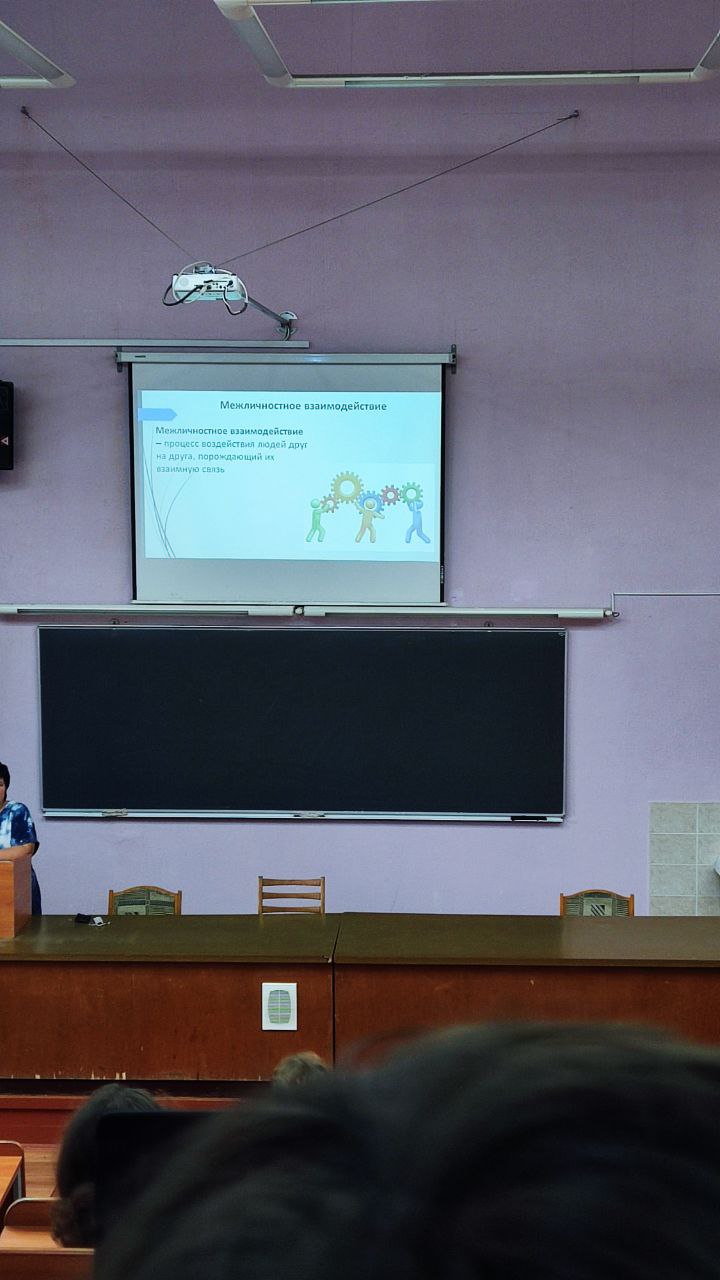 Межличностное взаимодействие
Межличностное взаимодействие
– процесс воздействия людей друг
на друга, порождающий их
взаимную связь